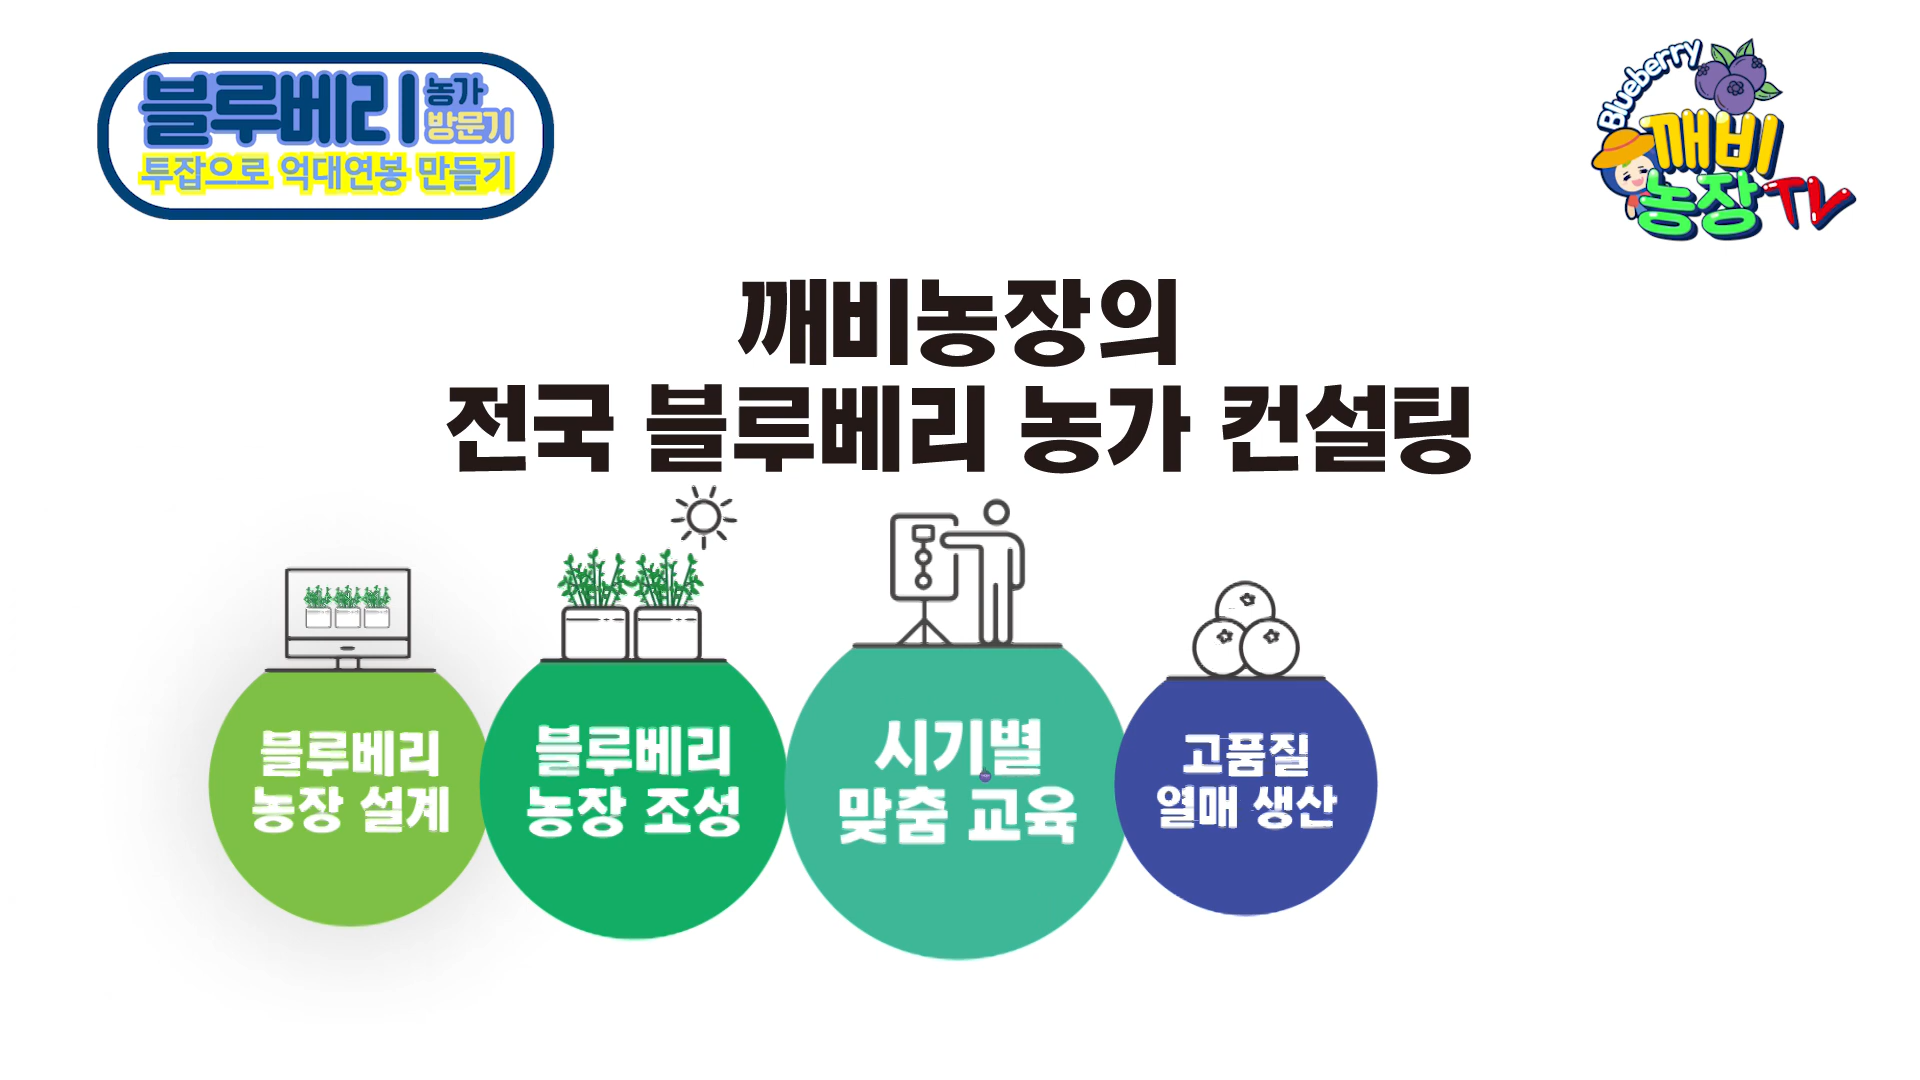 블루베리 농가
방문기
투잡으로 억대연봉 만들기
Blueberry
깨비
농장TV
깨비농장의
전국 블루베리 농가 컨설팅
블루베리
농장 설계
블루베리
농장 조성
시기별
맞춤 교육
고품질
열매 생산